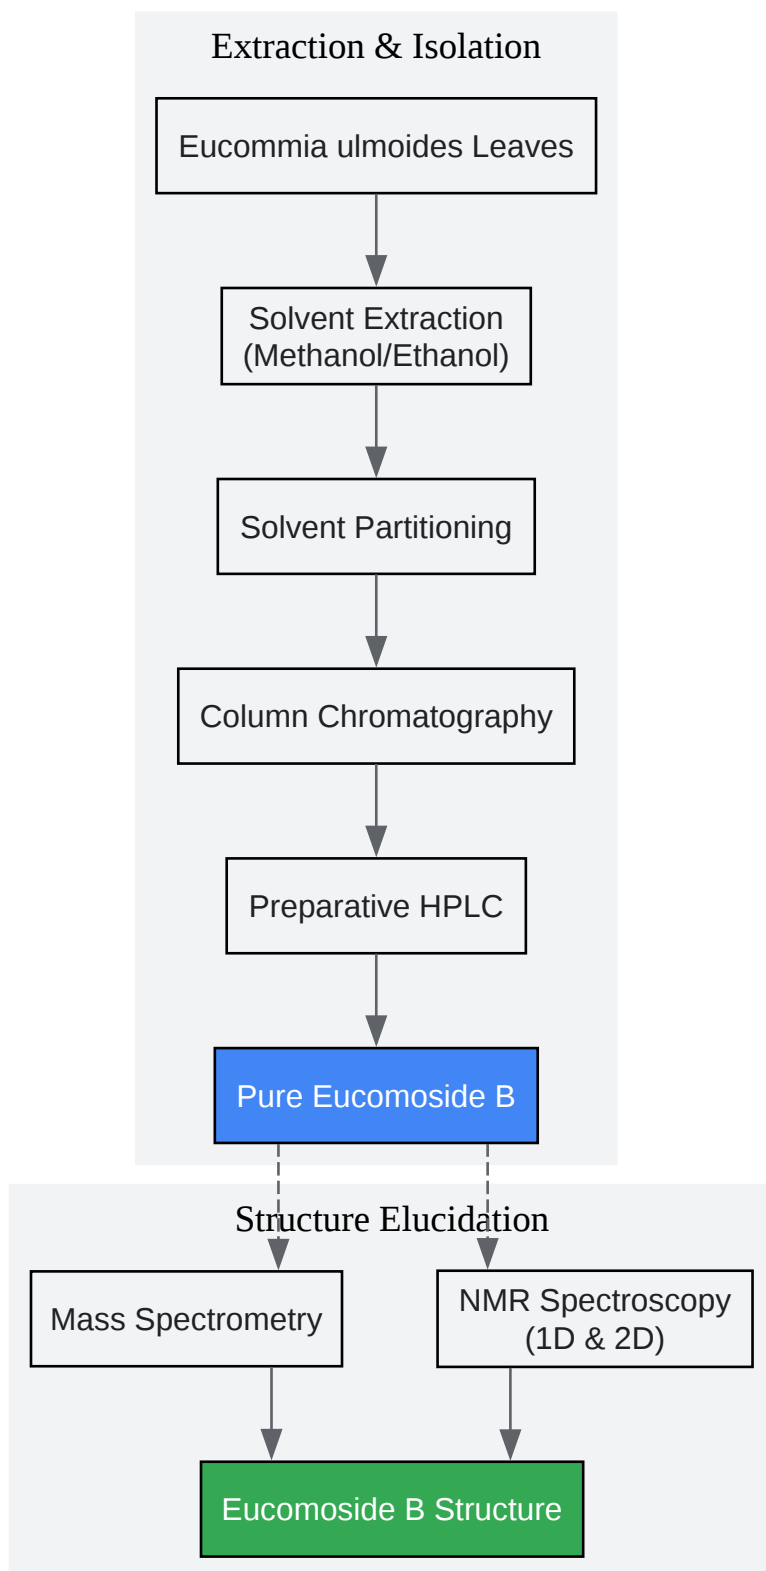 Extraction & Isolation
Eucommia ulmoides Leaves
Solvent Extraction
(Methanol/Ethanol)
Solvent Partitioning
Column Chromatography
Preparative HPLC
Pure Eucomoside B
Structure Elucidation
Mass Spectrometry
NMR Spectroscopy
(1D & 2D)
Eucomoside B Structure